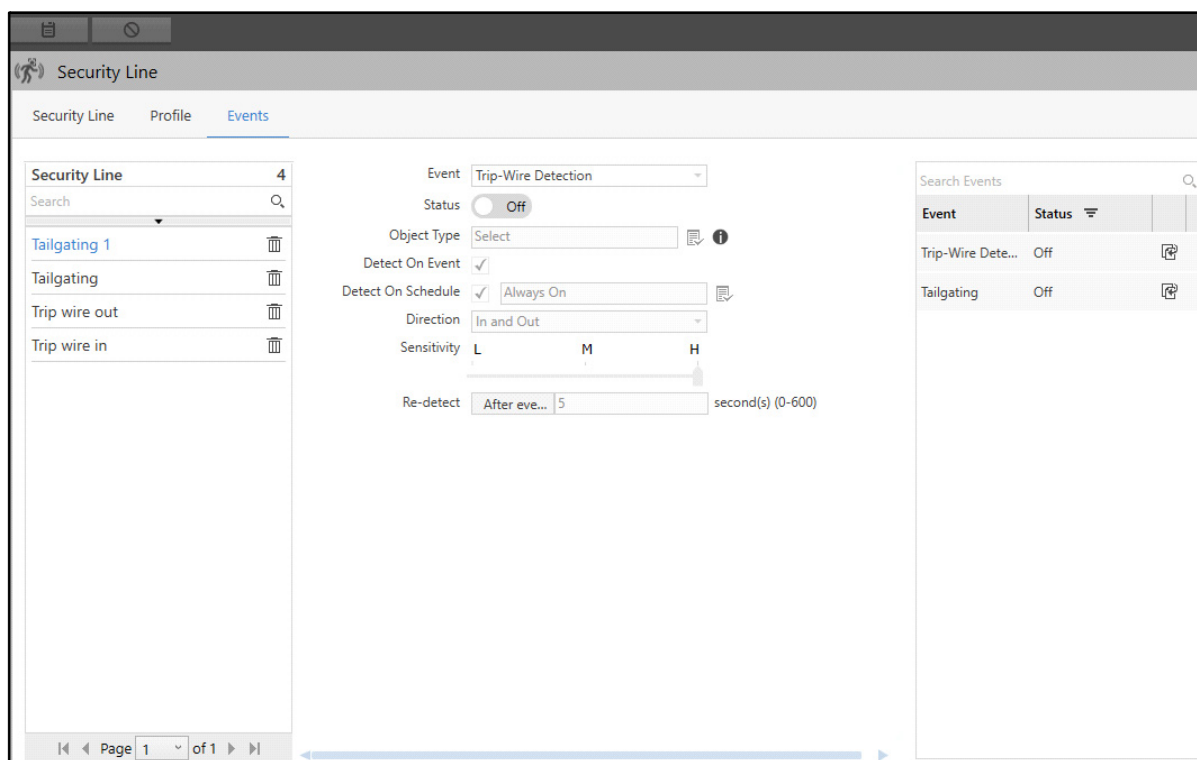 Security Line
Security Line Profile Events
Security Line 4
Search
Tailgating 1
Tailgating
Trip wire out
Trip wire in
Page 1 of 1
Event Trip-Wire Detection
Status Off
Object Type Select
Detect On Event
Detect On Schedule Always On
Direction In and Out
Sensitivity L M H
Re-detect After eve... 5 second(s) (0-600)
Search Events
Event Status
Trip-Wire Dete... Off
Tailgating Off